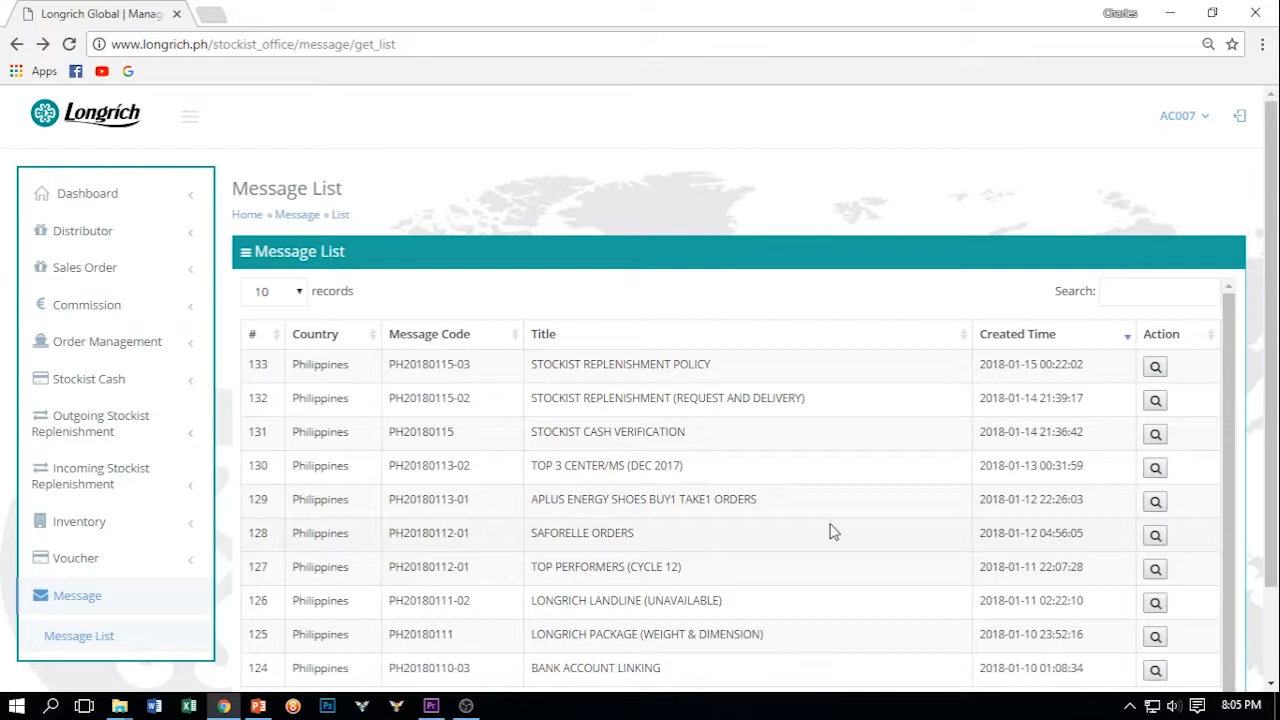 Longrich Global | Manag
Charles
www.longrich.ph/stockist_office/message/get_list
Apps
Longrich
AC007
Dashboard
Distributor
Sales Order
Commission
Order Management
Stockist Cash
Outgoing Stockist
Replenishment
Incoming Stockist
Replenishment
Inventory
Voucher
Message
Message List
Message List
Home » Message » List
Message List
10 records
Search:
# Country Message Code Title Created Time Action
133 Philippines PH20180115-03 STOCKIST REPLENISHMENT POLICY 2018-01-15 00:22:02
132 Philippines PH20180115-02 STOCKIST REPLENISHMENT (REQUEST AND DELIVERY) 2018-01-14 21:39:17
131 Philippines PH20180115 STOCKIST CASH VERIFICATION 2018-01-14 21:36:42
130 Philippines PH20180113-02 TOP 3 CENTER/MS (DEC 2017) 2018-01-13 00:31:59
129 Philippines PH20180113-01 APLUS ENERGY SHOES BUY1 TAKE1 ORDERS 2018-01-12 22:26:03
128 Philippines PH20180112-01 SAFORELLE ORDERS 2018-01-12 04:56:05
127 Philippines PH20180112-01 TOP PERFORMERS (CYCLE 12) 2018-01-11 22:07:28
126 Philippines PH20180111-02 LONGRICH LANDLINE (UNAVAILABLE) 2018-01-11 02:22:10
125 Philippines PH20180111 LONGRICH PACKAGE (WEIGHT & DIMENSION) 2018-01-10 23:52:16
124 Philippines PH20180110-03 BANK ACCOUNT LINKING 2018-01-10 01:08:34
8:05 PM